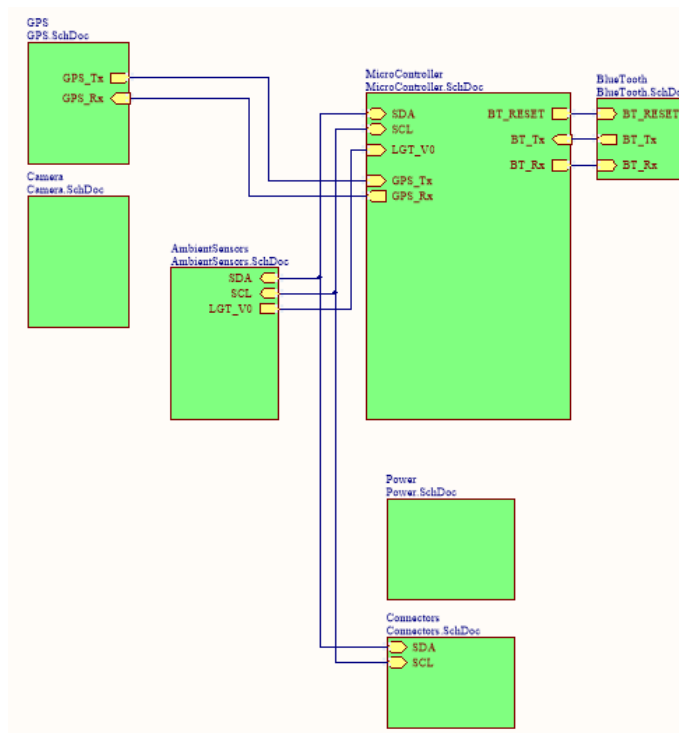 GPS
GPS.SchDoc
GPS_Tx
GPS_Rx
Camera
Camera.SchDoc
AmbientSensors
AmbientSensors.SchDoc
SDA
SCL
LGT_V0
MicroController
MicroController.SchDoc
SDA
SCL
LGT_V0
GPS_Tx
GPS_Rx
BT_RESET
BT_Tx
BT_Rx
BlueTooth
BlueTooth.SchDo
BT_RESET
BT_Tx
BT_Rx
Power
Power.SchDoc
Connectors
Connectors.SchDoc
SDA
SCL